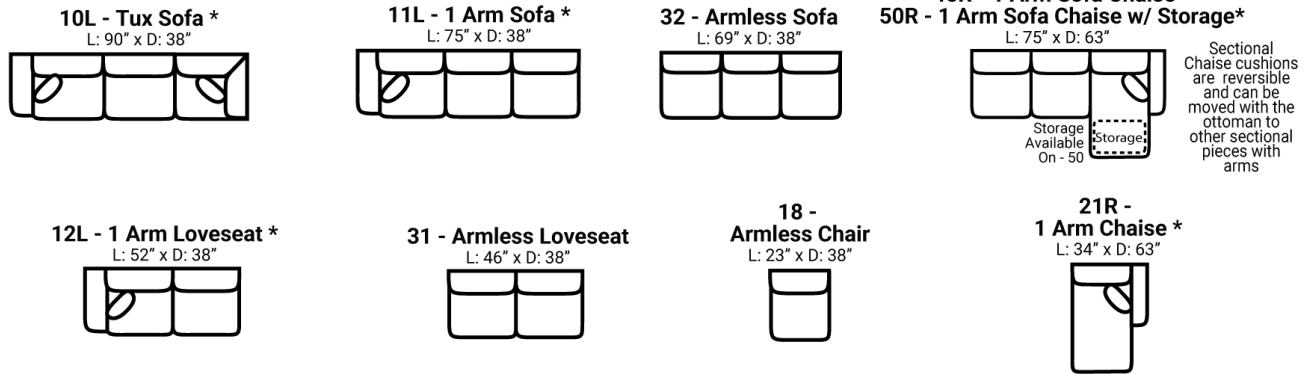 10L - Tux Sofa *
L: 90” x D: 38”
11L - 1 Arm Sofa *
L: 75” x D: 38”
32 - Armless Sofa
L: 69” x D: 38”
50R - 1 Arm Sofa Chaise w/ Storage*
L: 75” x D: 63”
Storage
Available
On - 50
Storage
Sectional
Chaise cushions
are reversible
and can be
moved with the
ottoman to
other sectional
pieces with
arms
12L - 1 Arm Loveseat *
L: 52” x D: 38”
31 - Armless Loveseat
L: 46” x D: 38”
18 -
Armless Chair
L: 23” x D: 38”
21R -
1 Arm Chaise *
L: 34” x D: 63”